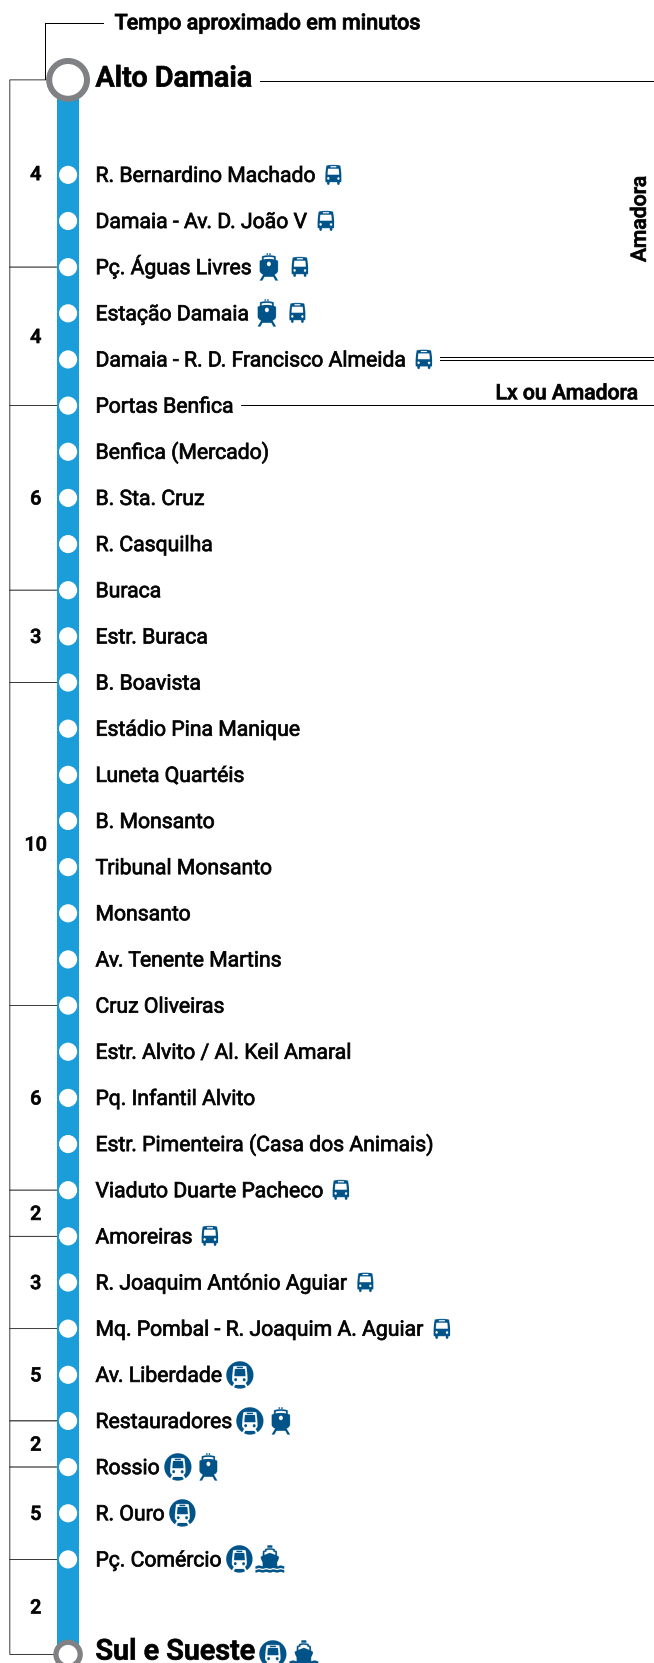 Tempo aproximado em minutos
Alto Damaia
4
R. Bernardino Machado
Amadora
Damaia - Av. D. João V
Pç. Águas Livres
Estação Damaia
4
Damaia - R. D. Francisco Almeida
Lx ou Amadora
Portas Benfica
Benfica (Mercado)
6
B. Sta. Cruz
R. Casquilha
Buraca
3
Estr. Buraca
B. Boavista
Estádio Pina Manique
Luneta Quartéis
B. Monsanto
10
Tribunal Monsanto
Monsanto
Av. Tenente Martins
Cruz Oliveiras
Estr. Alvito / Al. Keil Amaral
6
Pq. Infantil Alvito
Estr. Pimenteira (Casa dos Animais)
Viaduto Duarte Pacheco
2
Amoreiras
3
R. Joaquim António Aguiar
Mq. Pombal - R. Joaquim A. Aguiar
5
Av. Liberdade
Restauradores
2
Rossio
5
R. Ouro
Pç. Comércio
2
Sul e Sueste